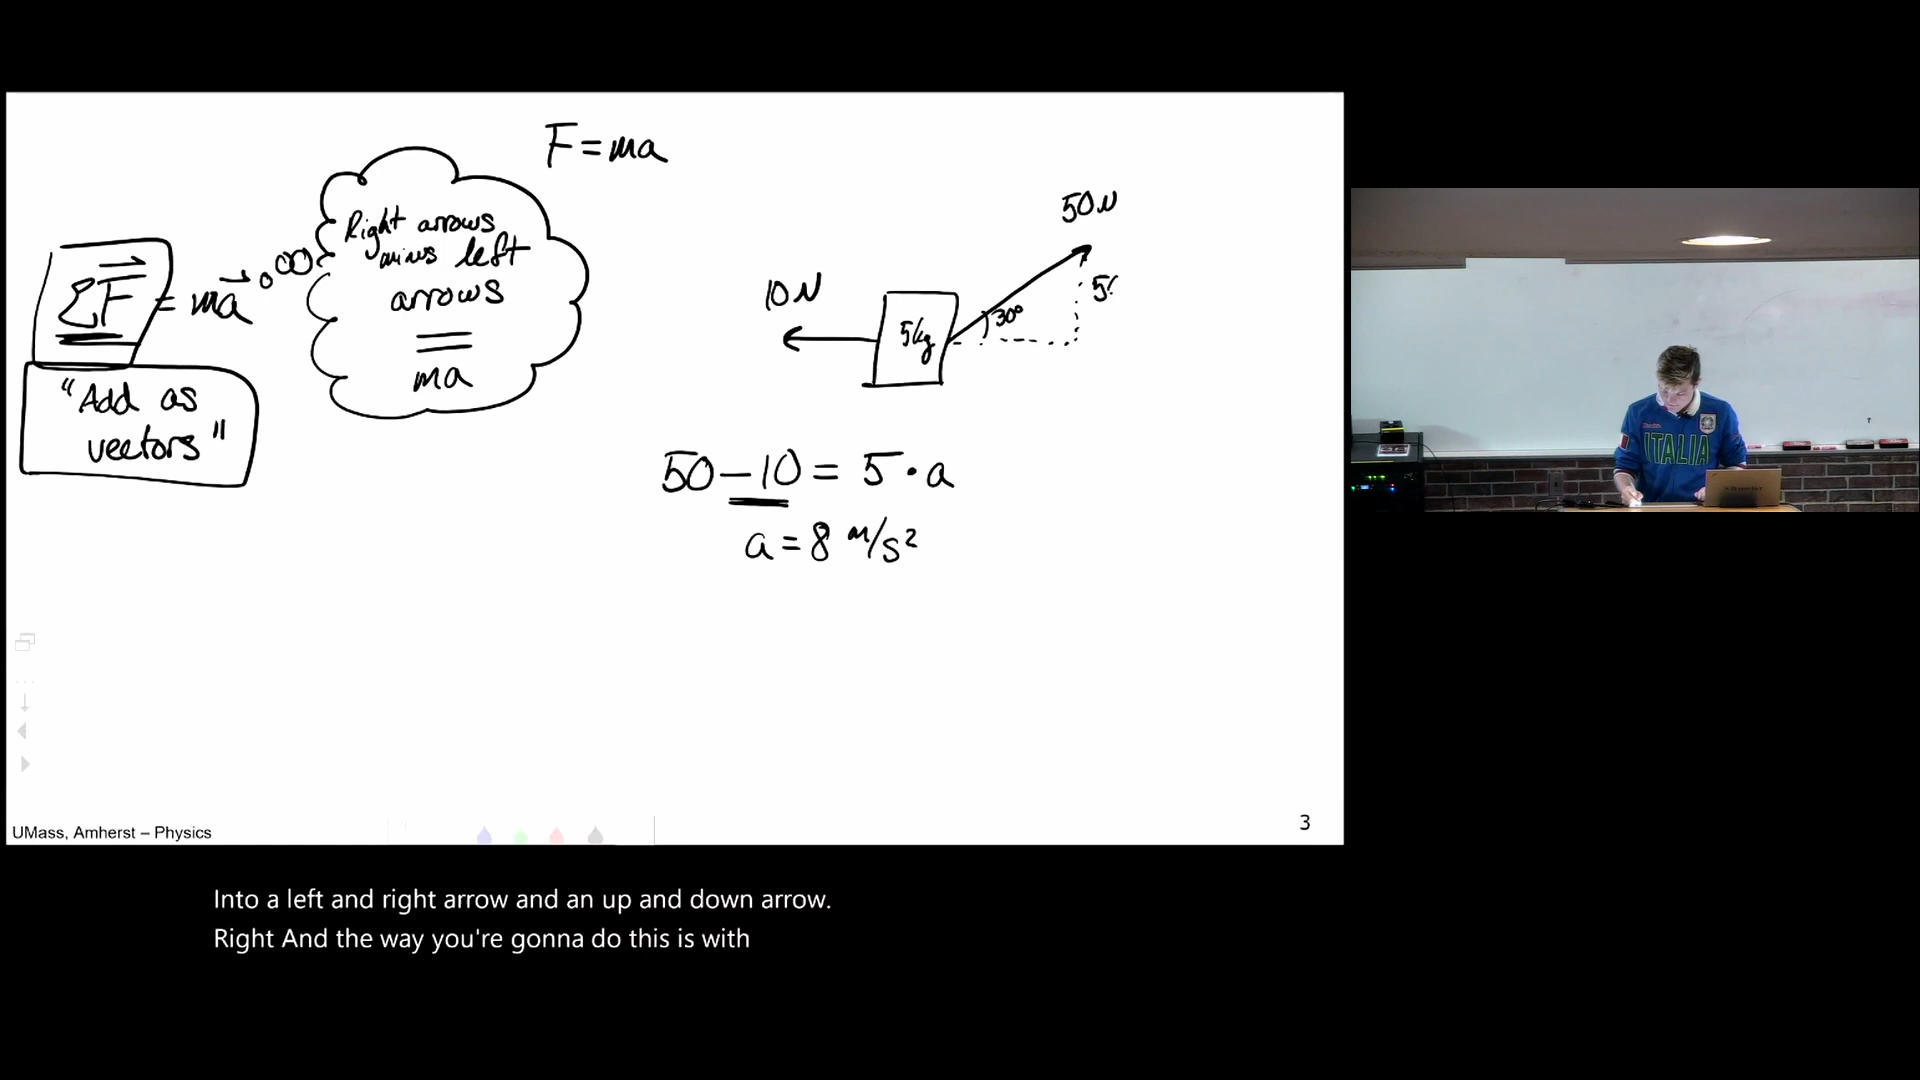 F = ma
Right arrows
minus left
arrows
=
ma
ΣF = ma
"Add as
vectors"
50N
10N
5kg
30°
50 - 10 = 5 · a
a = 8 m/s²
ITALIA
UMass, Amherst – Physics
3
Into a left and right arrow and an up and down arrow.
Right And the way you're gonna do this is with